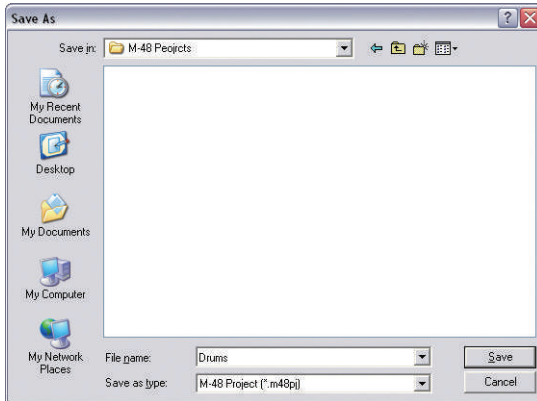 Save As
Save in: M-48 Peojrcts
My Recent
Documents
Desktop
My Documents
My Computer
My Network
Places
File name: Drums Save
Save as type: M-48 Project (*.m48pj) Cancel